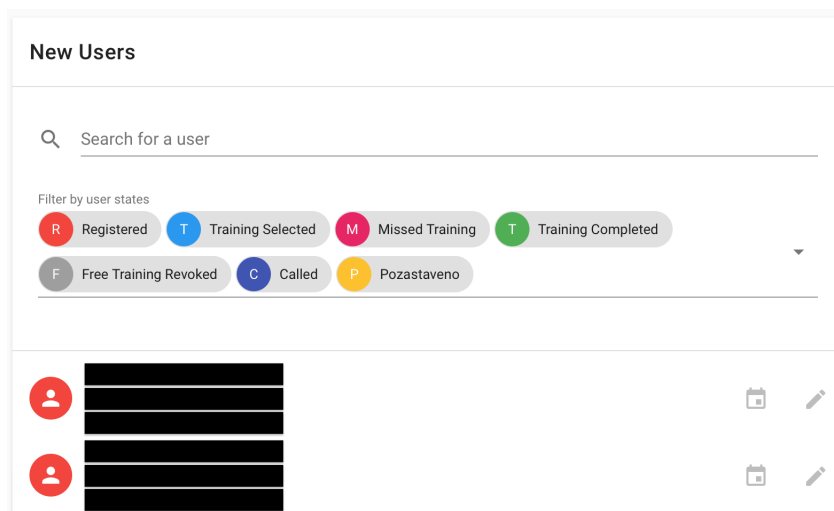 New Users
Search for a user
Filter by user states
R Registered T Training Selected M Missed Training T Training Completed
F Free Training Revoked C Called P Pozastaveno